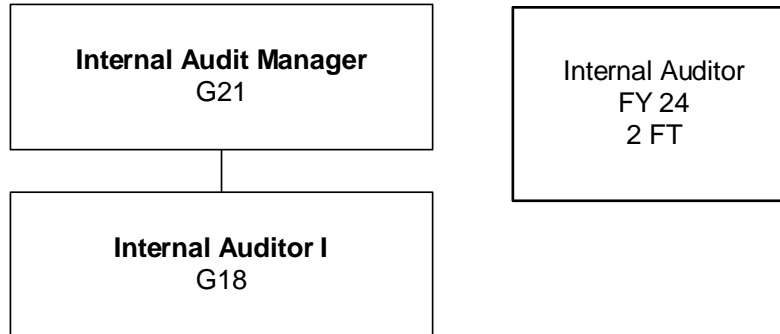 Internal Audit Manager
G21
Internal Auditor I
G18
Internal Auditor
FY 24
2 FT